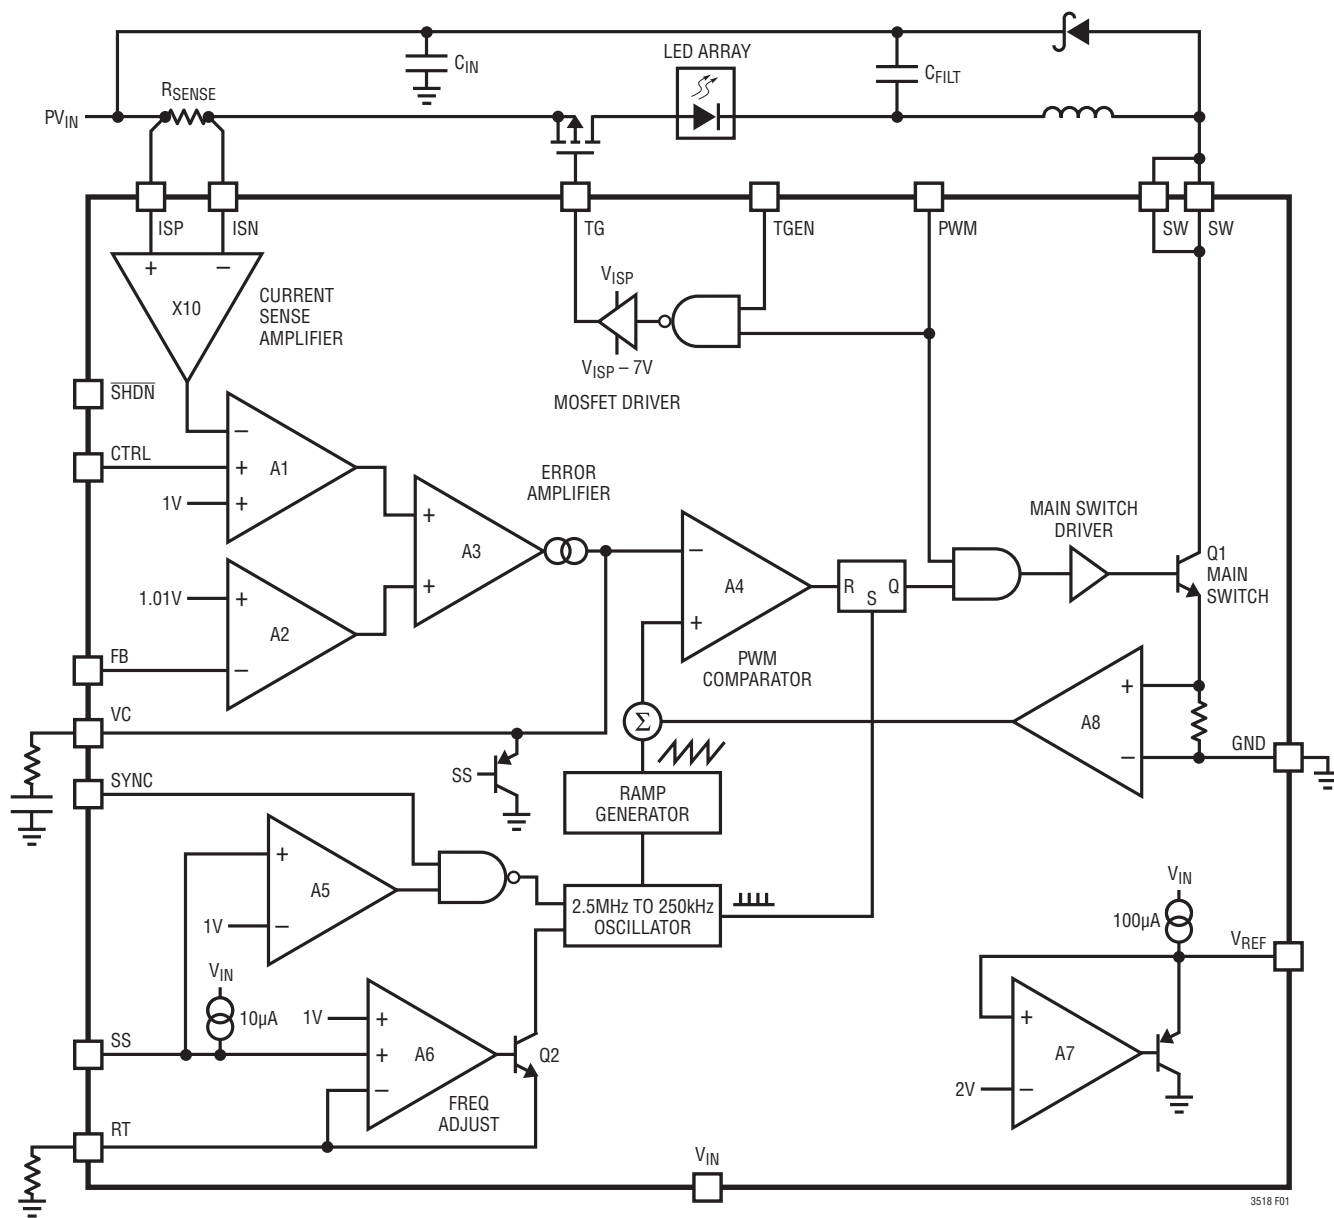 LED ARRAY
C_IN
C_FILT
R_SENSE
PV_IN
ISP
ISN
TG
TGEN
PWM
SW
SW
+
−
X10
CURRENT
SENSE
AMPLIFIER
V_ISP
V_ISP – 7V
MOSFET DRIVER
SHDN
CTRL
1V
−
+
+
A1
ERROR
AMPLIFIER
+
+
A3
1.01V
+
−
A2
FB
VC
SYNC
−
+
A4
PWM
COMPARATOR
R
S
Q
MAIN SWITCH
DRIVER
Q1
MAIN
SWITCH
Σ
+
−
A8
GND
SS
RAMP
GENERATOR
+
−
A5
1V
2.5MHz TO 250kHz
OSCILLATOR
V_IN
10µA
1V
+
+
−
A6
Q2
FREQ
ADJUST
SS
RT
V_IN
100µA
V_REF
+
−
A7
2V
V_IN
3518 F01